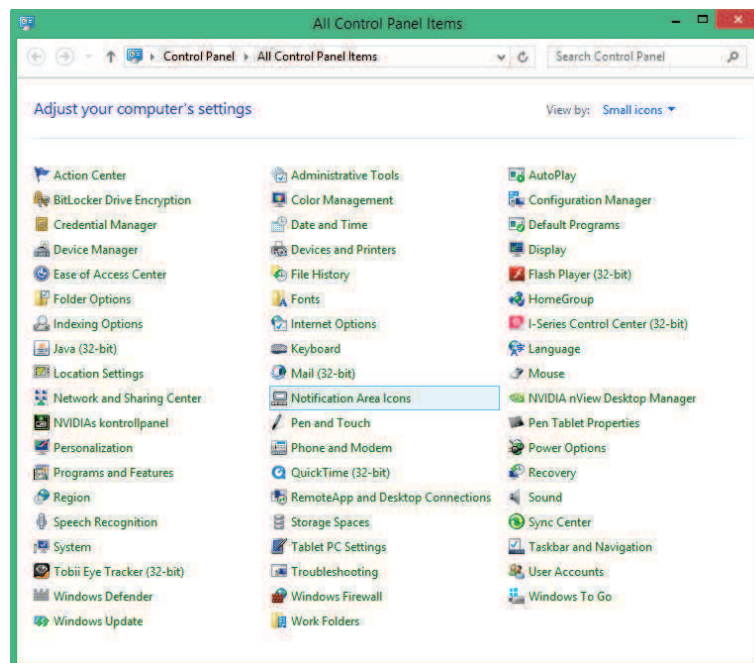 All Control Panel Items
Control Panel All Control Panel Items Search Control Panel
Adjust your computer's settings View by: Small icons
Action Center Administrative Tools AutoPlay
BitLocker Drive Encryption Color Management Configuration Manager
Credential Manager Date and Time Default Programs
Device Manager Devices and Printers Display
Ease of Access Center File History Flash Player (32-bit)
Folder Options Fonts HomeGroup
Indexing Options Internet Options I-Series Control Center (32-bit)
Java (32-bit) Keyboard Language
Location Settings Mail (32-bit) Mouse
Network and Sharing Center Notification Area Icons NVIDIA nView Desktop Manager
NVIDIAs kontrollpanel Pen and Touch Pen Tablet Properties
Personalization Phone and Modem Power Options
Programs and Features QuickTime (32-bit) Recovery
Region RemoteApp and Desktop Connections Sound
Speech Recognition Storage Spaces Sync Center
System Tablet PC Settings Taskbar and Navigation
Tobii Eye Tracker (32-bit) Troubleshooting User Accounts
Windows Defender Windows Firewall Windows To Go
Windows Update Work Folders